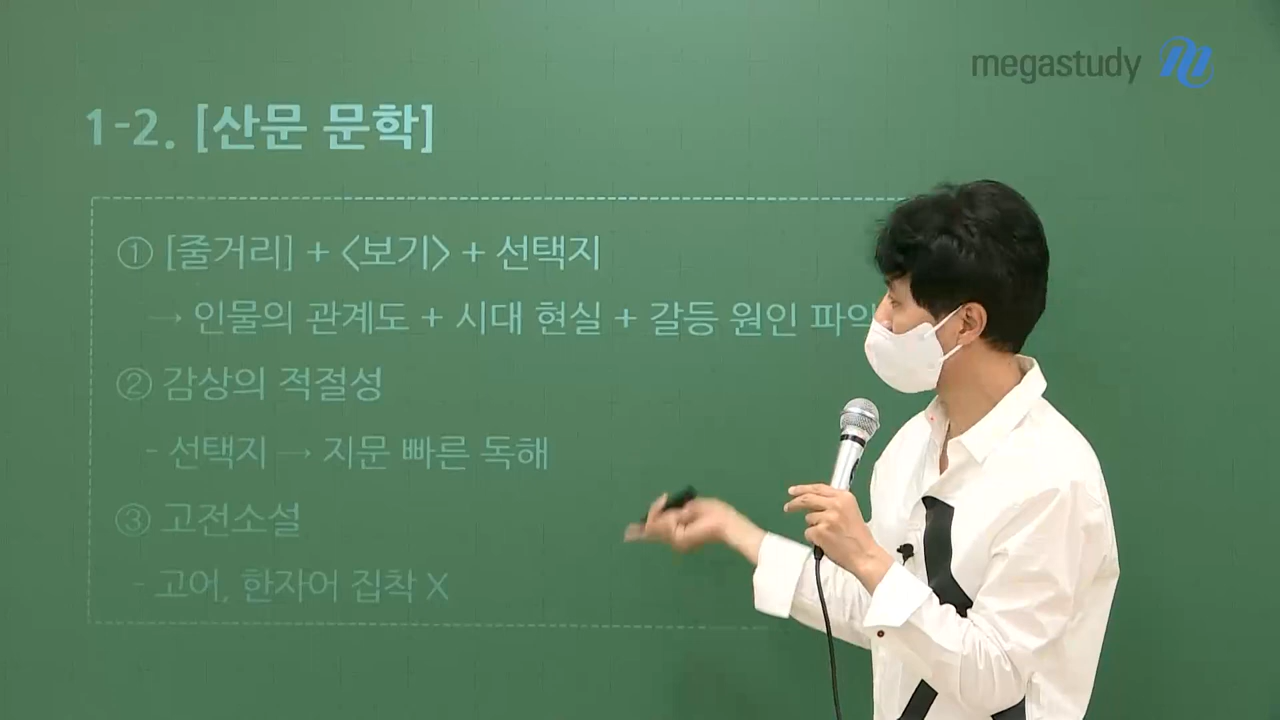 megastudy
1-2. [산문 문학]
① [줄거리] + <보기> + 선택지
→ 인물의 관계도 + 시대 현실 + 갈등 원인 파악
② 감상의 적절성
- 선택지 → 지문 빠른 독해
③ 고전소설
- 고어, 한자어 집착 X